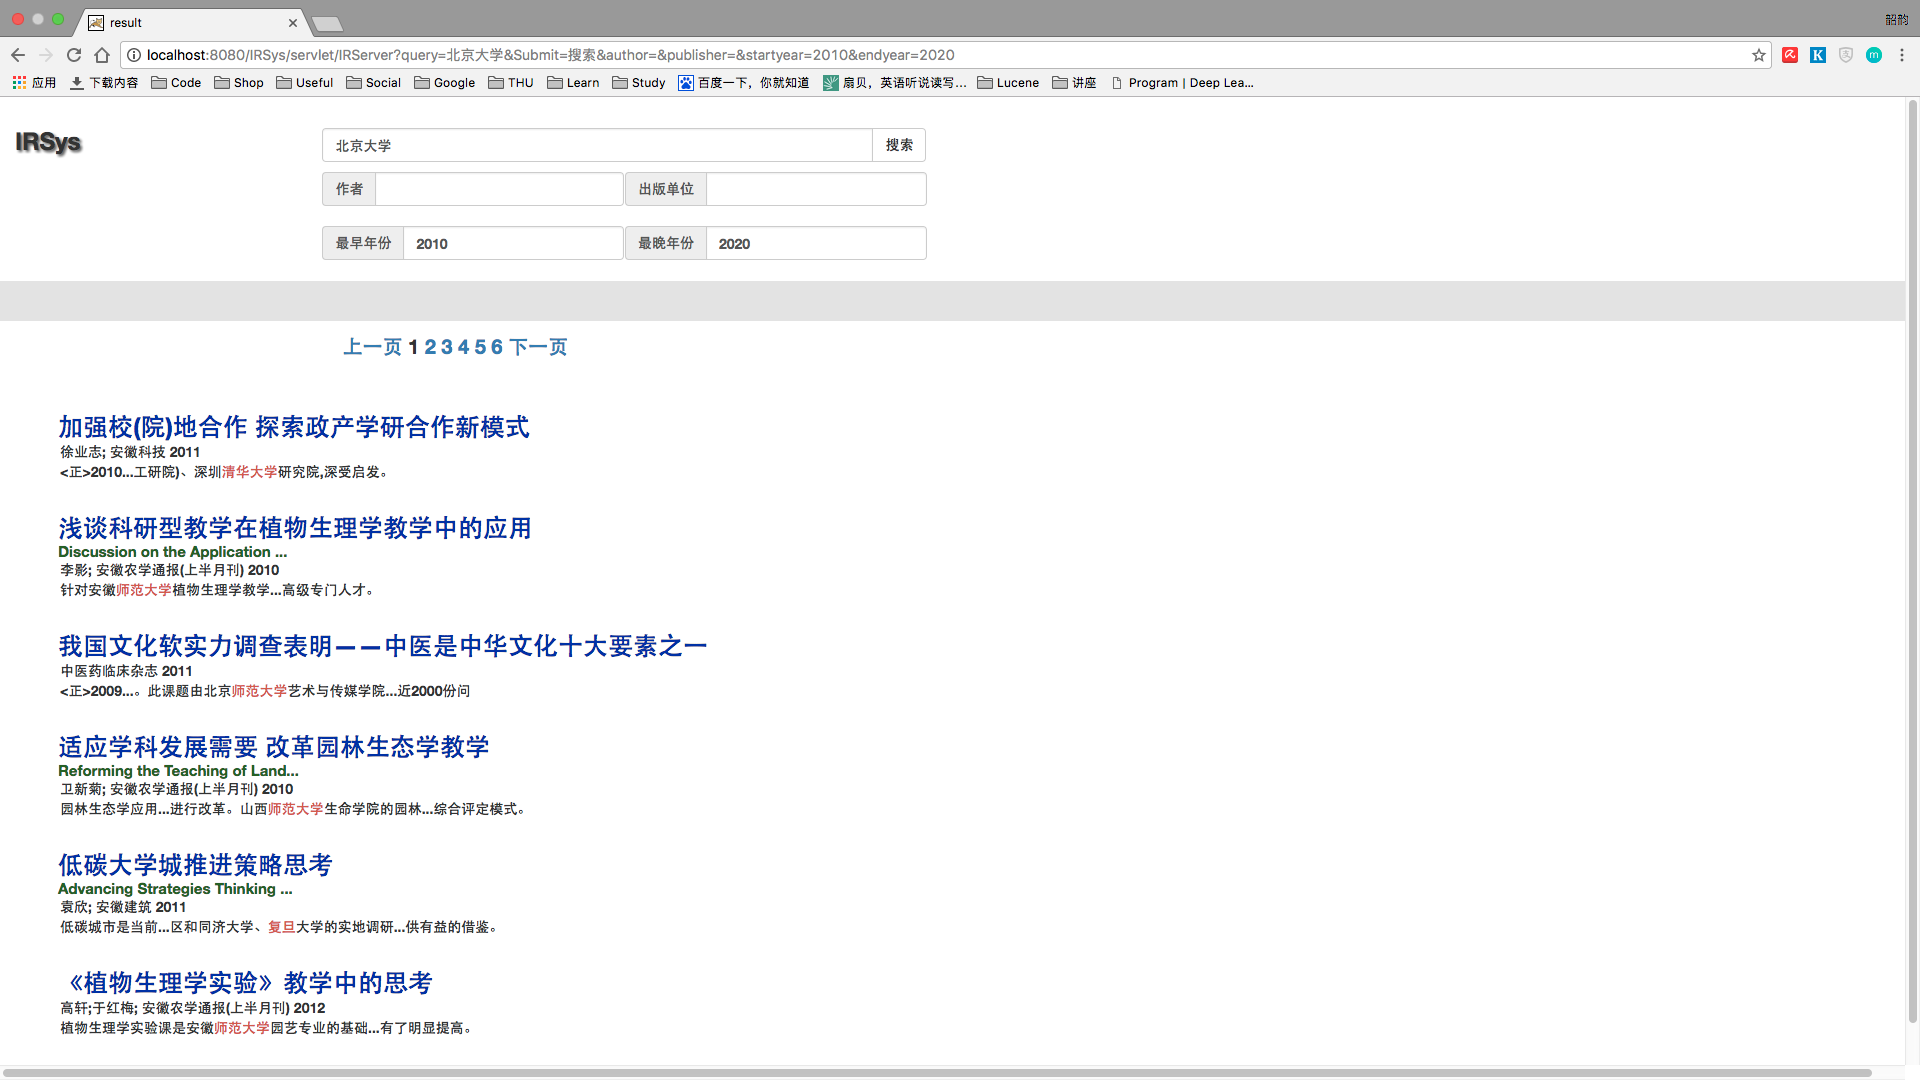 result
韶韵
localhost:8080/IRSys/servlet/IRServer?query=北京大学&Submit=搜索&author=&publisher=&startyear=2010&endyear=2020
应用 下载内容 Code Shop Useful Social Google THU Learn Study 百度一下，你就知道 扇贝，英语听说读写... Lucene 讲座 Program | Deep Lea...
IRSys
北京大学 搜索
作者 出版单位
最早年份 2010 最晚年份 2020
上一页 1 2 3 4 5 6 下一页
加强校(院)地合作 探索政产学研合作新模式
徐业志; 安徽科技 2011
<正>2010...工研院)、深圳清华大学研究院,深受启发。
浅谈科研型教学在植物生理学教学中的应用
Discussion on the Application ...
李影; 安徽农学通报(上半月刊) 2010
针对安徽师范大学植物生理学教学...高级专门人才。
我国文化软实力调查表明——中医是中华文化十大要素之一
中医药临床杂志 2011
<正>2009...。此课题由北京师范大学艺术与传媒学院...近2000份问
适应学科发展需要 改革园林生态学教学
Reforming the Teaching of Land...
卫新菊; 安徽农学通报(上半月刊) 2010
园林生态学应用...进行改革。山西师范大学生命学院的园林...综合评定模式。
低碳大学城推进策略思考
Advancing Strategies Thinking ...
袁欣; 安徽建筑 2011
低碳城市是当前...区和同济大学、复旦大学的实地调研...供有益的借鉴。
《植物生理学实验》教学中的思考
高轩;于红梅; 安徽农学通报(上半月刊) 2012
植物生理学实验课是安徽师范大学园艺专业的基础...有了明显提高。